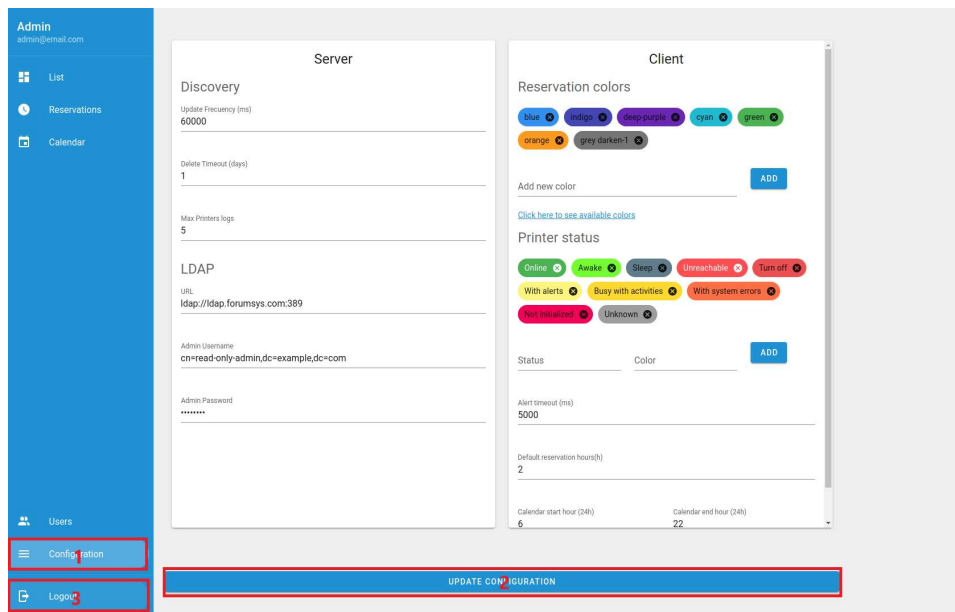 Admin
admin@email.com
List
Reservations
Calendar
Users
Configuration
1
Logout
3
Server
Discovery
Update Frecuency (ms)
60000
Delete Timeout (days)
1
Max Printers logs
5
LDAP
URL
ldap://ldap.forumsys.com:389
Admin Username
cn=read-only-admin,dc=example,dc=com
Admin Password
••••••••
Client
Reservation colors
blue indigo deep-purple cyan green
orange grey darken-1
Add new color ADD
Click here to see available colors
Printer status
Online Awake Sleep Unreachable Turn off
With alerts Busy with activities With system errors
Not initialized Unknown
Status Color ADD
Alert timeout (ms)
5000
Default reservation hours(h)
2
Calendar start hour (24h) Calendar end hour (24h)
6 22
UPDATE CONFIGURATION
2